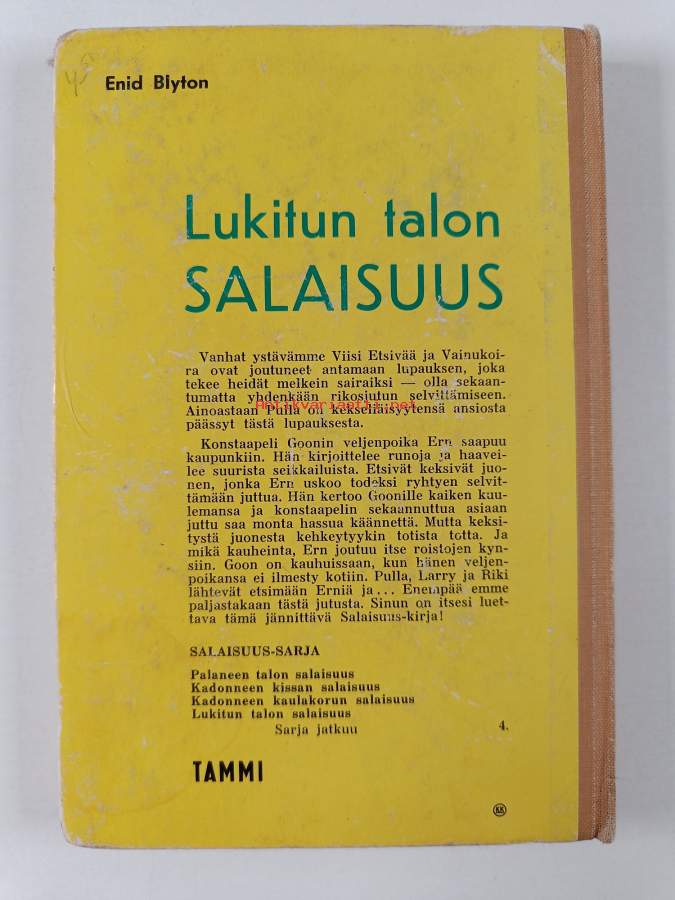 Enid Blyton
Lukitun talon
SALAISUUS
Vanhat ystävämme Viisi Etsivää ja Vainukoi-
ra ovat joutuneet antamaan lupauksen, joka
tekee heidät melkein sairaiksi — olla sekaan-
tumatta yhdenkään rikosjutun selvittämiseen.
Ainoastaan Pulla on kekseliäisyytensä ansiosta
päässyt tästä lupauksesta.
Antikvariaatti.net
Konstaapeli Goonin veljenpoika Ern saapuu
kaupunkiin. Hän kirjoittelee runoja ja haavei-
lee suurista seikkailuista. Etsivät keksivät juo-
nen, jonka Ern uskoo todeksi ryhtyen selvit-
tämään juttua. Hän kertoo Goonille kaiken kuu-
lemansa ja konstaapelin sekaannuttua asiaan
juttu saa monta hassua käännettä. Mutta keksi-
tystä juonesta kehkeytyykin totista totta. Ja
mikä kauheinta, Ern joutuu itse roistojen kyn-
siin. Goon on kauhuissaan, kun hänen veljen-
poikansa ei ilmesty kotiin. Pulla, Larry ja Riki
lähtevät etsimään Erniä ja... Enempää emme
paljastakaan tästä jutusta. Sinun on itsesi luet-
tava tämä jännittävä Salaisuus-kirja!
SALAISUUS-SARJA
Palaneen talon salaisuus
Kadonneen kissan salaisuus
Kadonneen kaulakorun salaisuus
Lukitun talon salaisuus
Sarja jatkuu 4.
TAMMI
KK